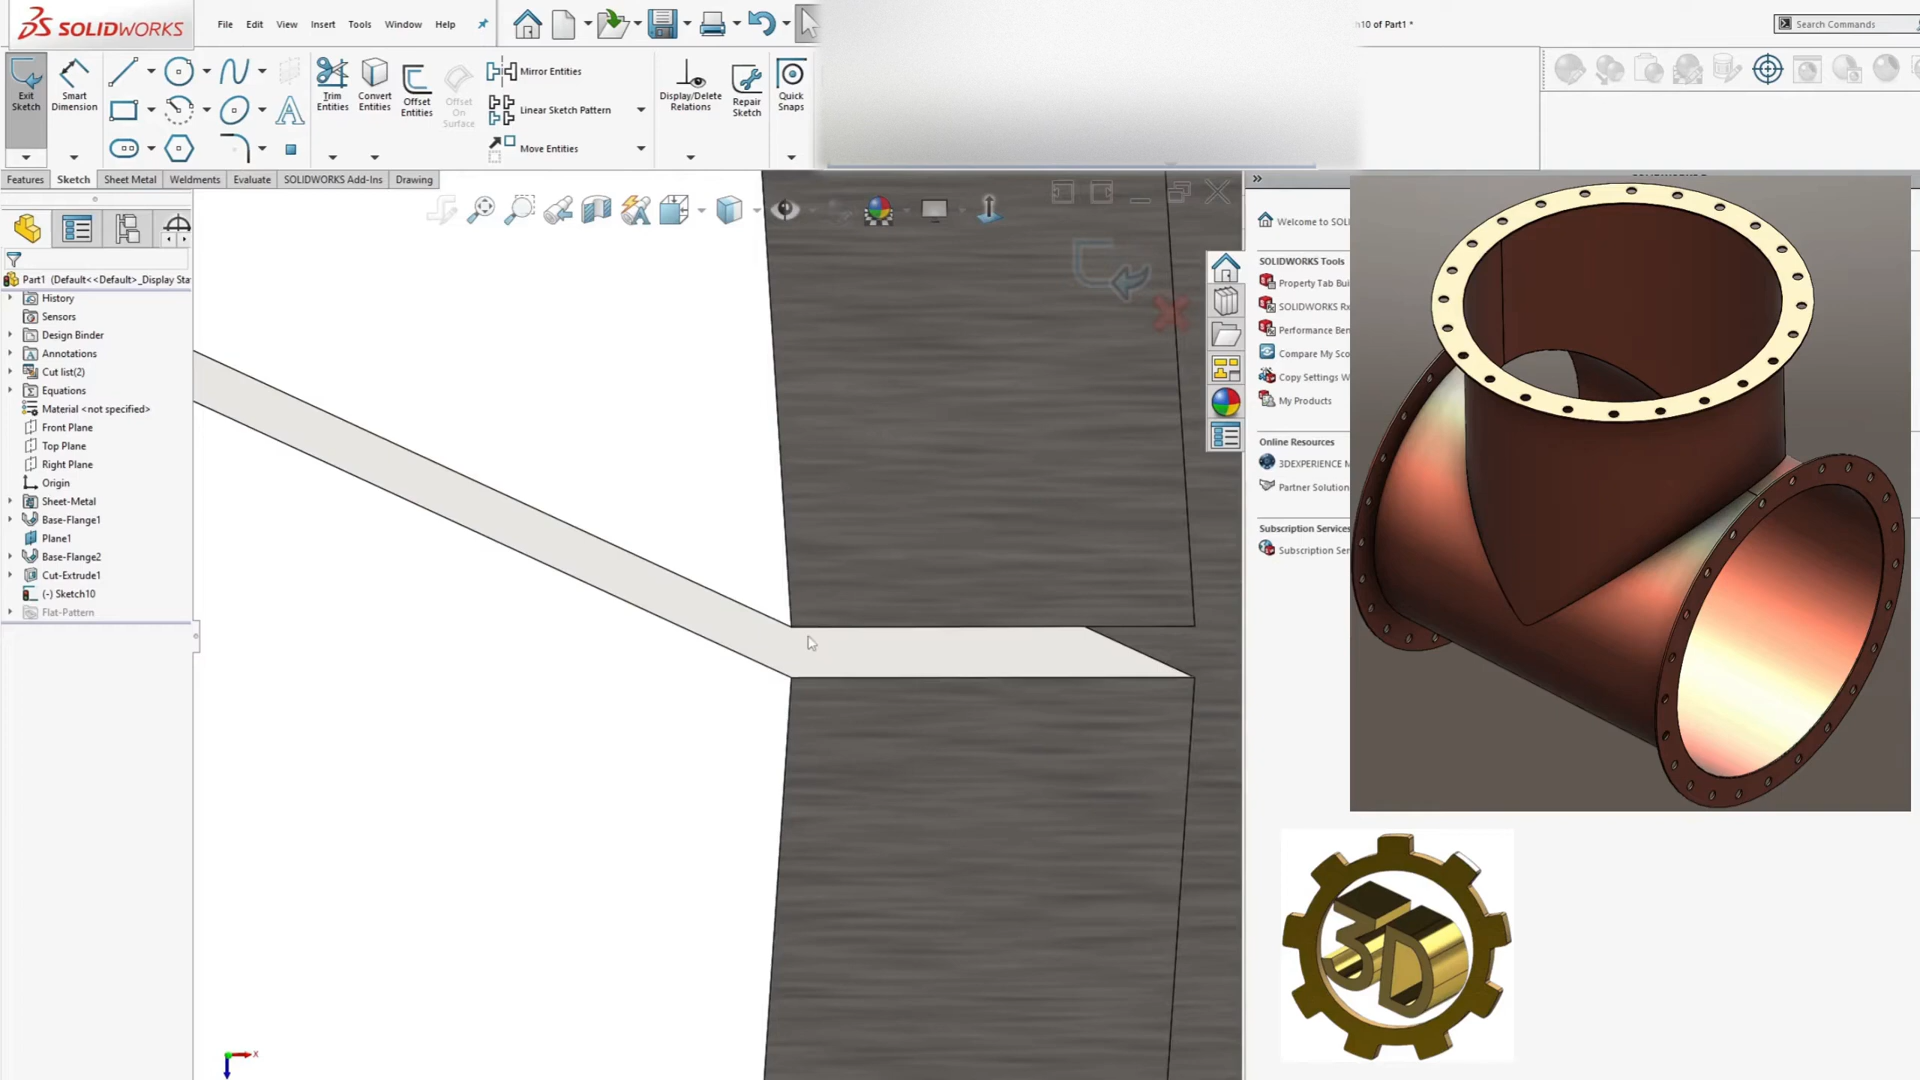 SOLIDWORKS
File Edit View Insert Tools Window Help
h10 of Part1 *
Search Commands
Exit Sketch
Smart Dimension
Trim Entities
Convert Entities
Offset Entities
Offset On Surface
Mirror Entities
Linear Sketch Pattern
Move Entities
Display/Delete Relations
Repair Sketch
Quick Snaps
Features Sketch Sheet Metal Weldments Evaluate SOLIDWORKS Add-Ins Drawing
Part1 (Default<<Default>_Display Sta
History
Sensors
Design Binder
Annotations
Cut list(2)
Equations
Material <not specified>
Front Plane
Top Plane
Right Plane
Origin
Sheet-Metal
Base-Flange1
Plane1
Base-Flange2
Cut-Extrude1
(-) Sketch10
Flat-Pattern
x
Welcome to SOL
SOLIDWORKS Tools
Property Tab Bui
SOLIDWORKS Rx
Performance Ben
Compare My Sco
Copy Settings W
My Products
Online Resources
3DEXPERIENCE M
Partner Solution
Subscription Services
Subscription Ser
3D